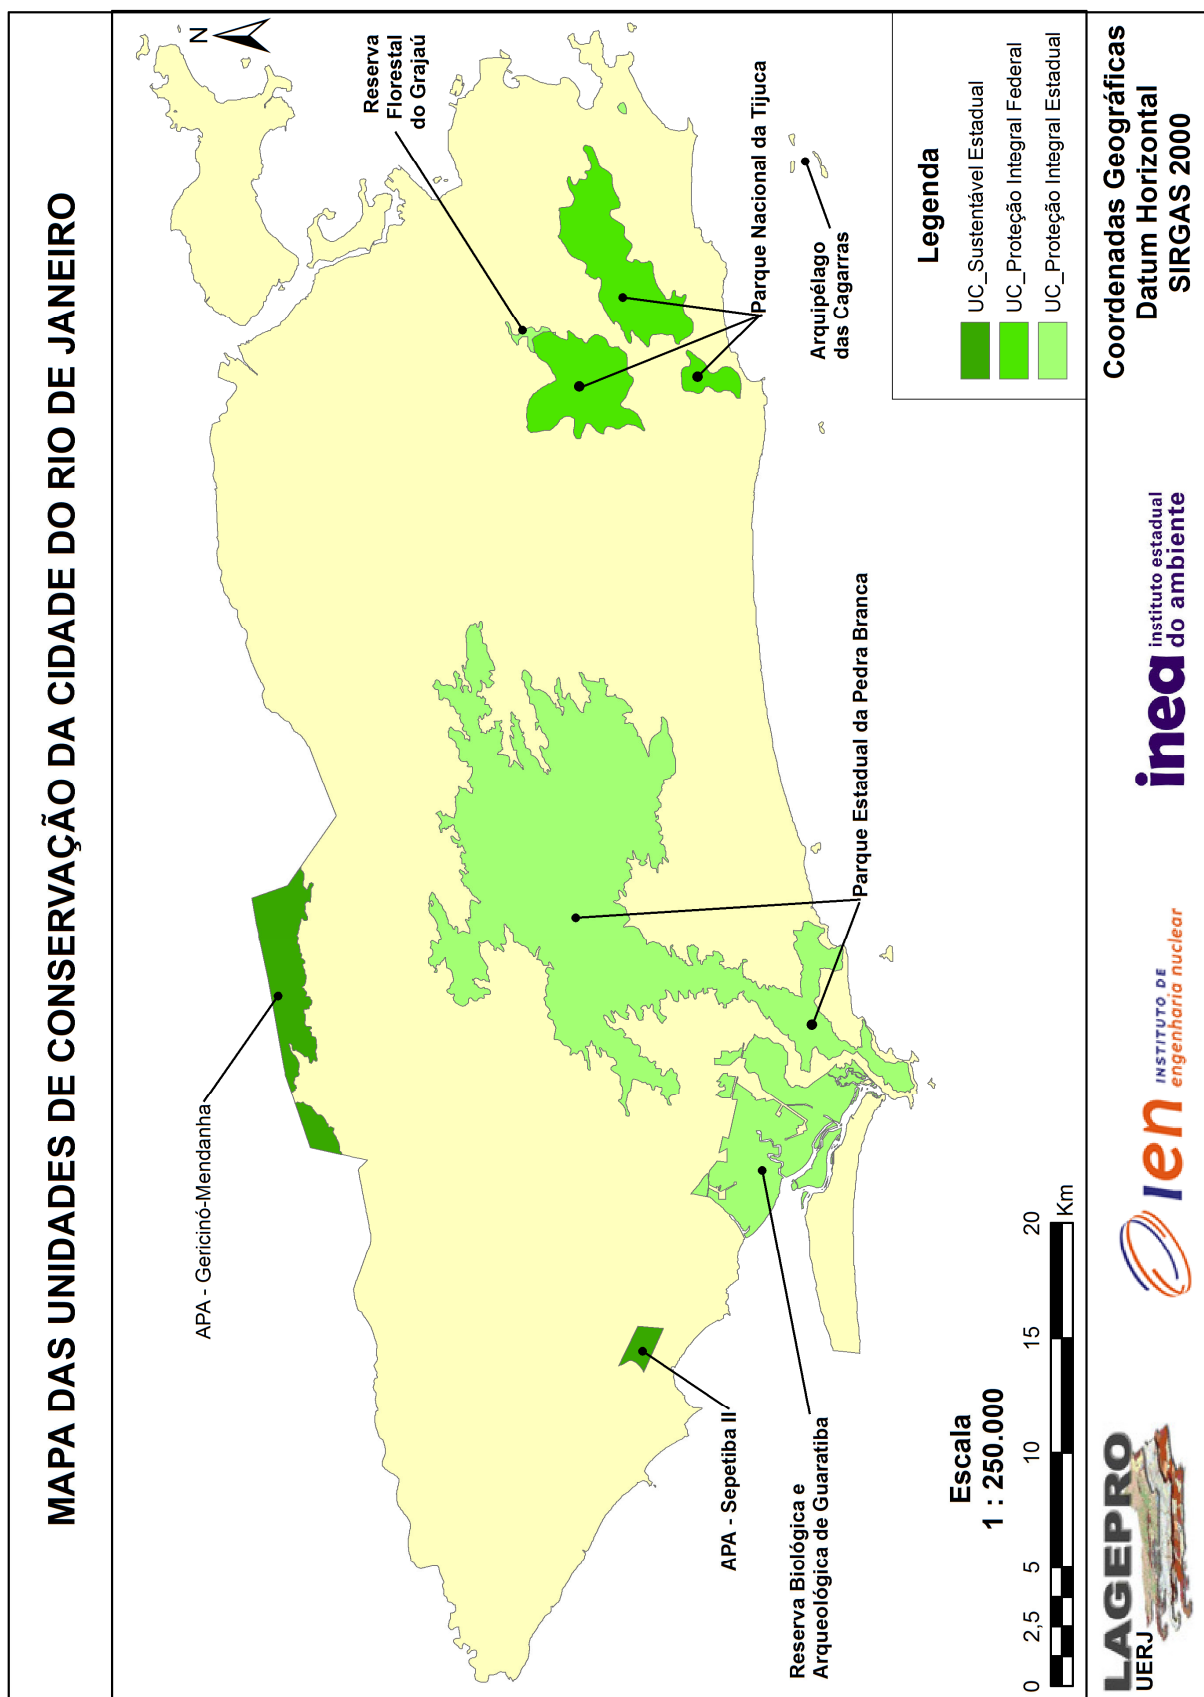 MAPA DAS UNIDADES DE CONSERVAÇÃO DA CIDADE DO RIO DE JANEIRO
N
Reserva
Florestal
do Grajaú
APA - Gericinó-Mendanha
Parque Nacional da Tijuca
Arquipélago
das Cagarras
Parque Estadual da Pedra Branca
APA - Sepetiba II
Reserva Biológica e
Arqueológica de Guaratiba
Legenda
UC_Sustentável Estadual
UC_Proteção Integral Federal
UC_Proteção Integral Estadual
Escala
1 : 250.000
0 2,5 5 10 15 20
Km
LAGEPRO
UERJ
ien INSTITUTO DE
engenharia nuclear
inea instituto estadual
do ambiente
Coordenadas Geográficas
Datum Horizontal
SIRGAS 2000